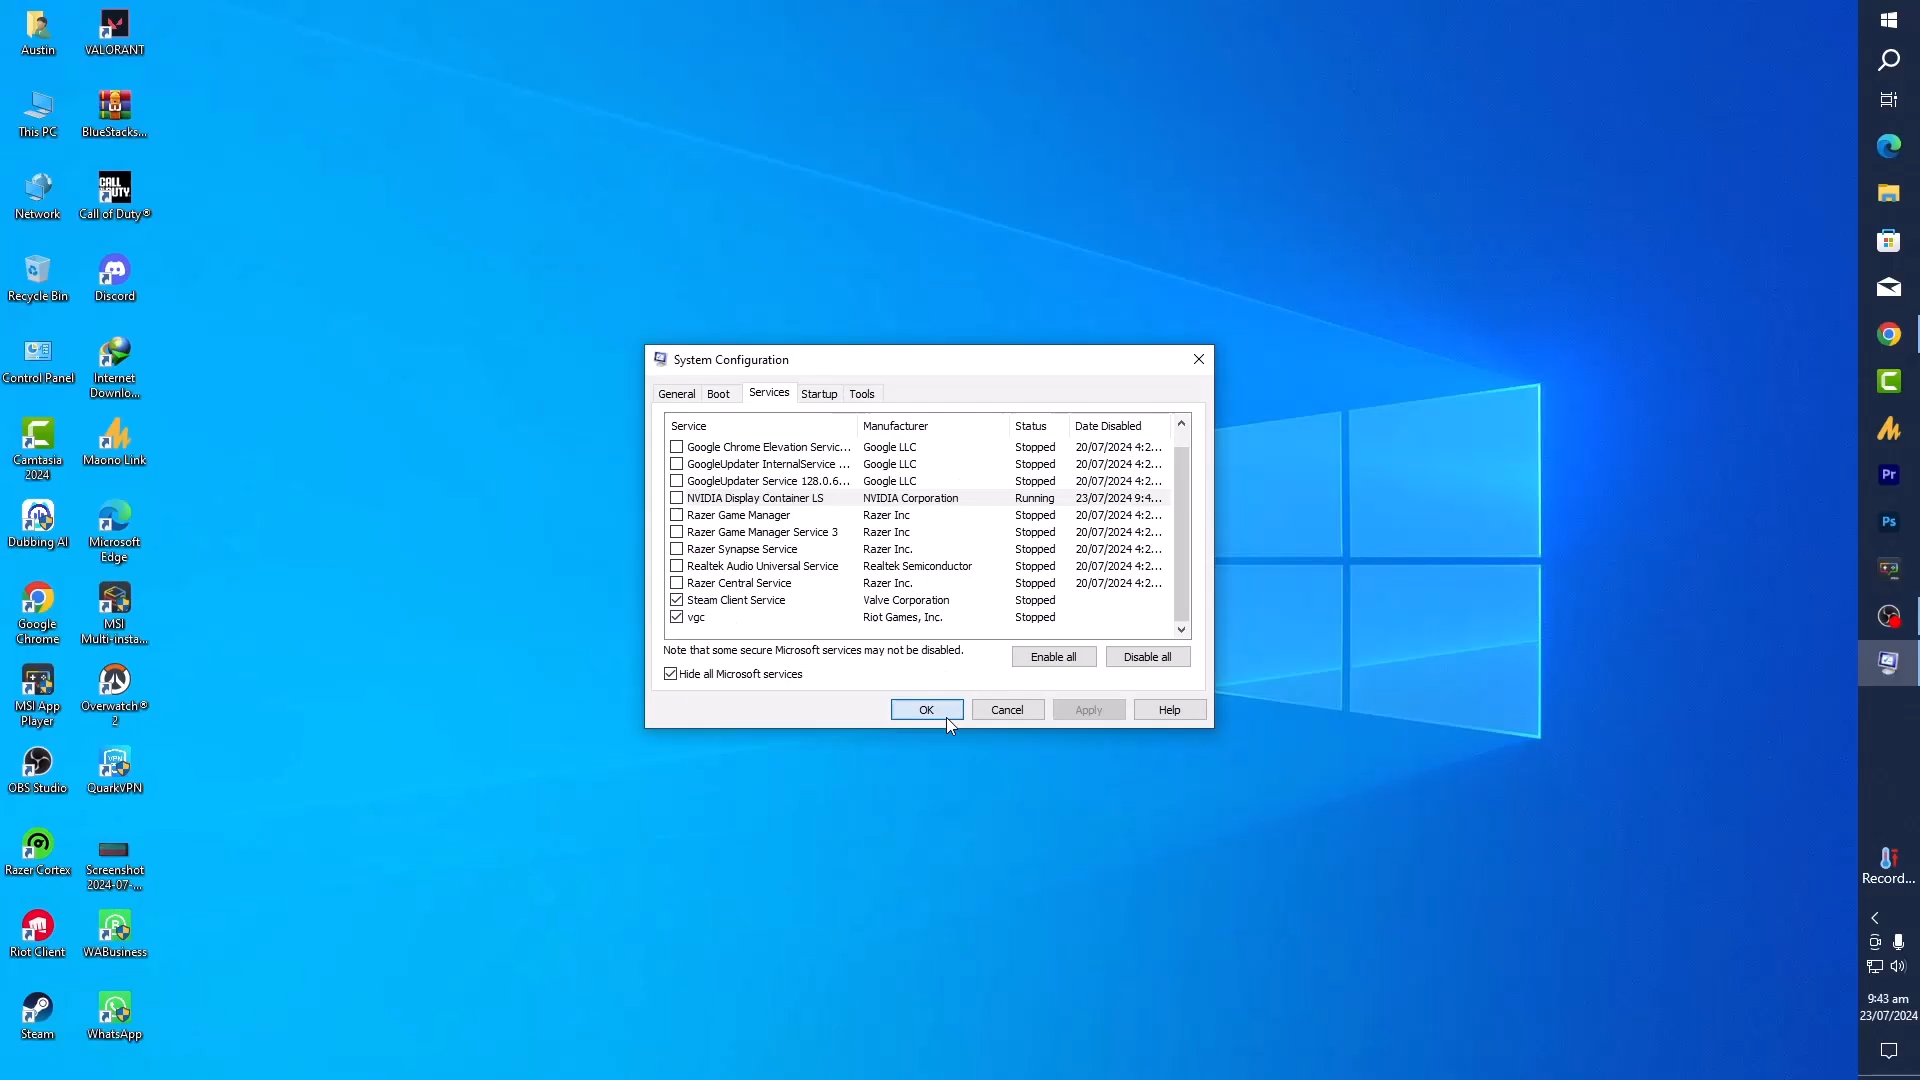 Austin
VALORANT
This PC
BlueStacks...
Network
CALL OF DUTY
Call of Duty®
Recycle Bin
Discord
Control Panel
Internet
Downlo...
Camtasia
2024
Maono Link
Dubbing AI
Microsoft
Edge
Google
Chrome
MSI
Multi-insta...
MSI App
Player
Overwatch®
2
OBS Studio
VPN
QuarkVPN
Razer Cortex
Screenshot
2024-07-...
Riot Client
B
WABusiness
Steam
WhatsApp
System Configuration
General
Boot
Services
Startup
Tools
Service
Manufacturer
Status
Date Disabled
Google Chrome Elevation Servic... Google LLC Stopped 20/07/2024 4:2...
GoogleUpdater InternalService ... Google LLC Stopped 20/07/2024 4:2...
GoogleUpdater Service 128.0.6... Google LLC Stopped 20/07/2024 4:2...
NVIDIA Display Container LS NVIDIA Corporation Running 23/07/2024 9:4...
Razer Game Manager Razer Inc Stopped 20/07/2024 4:2...
Razer Game Manager Service 3 Razer Inc Stopped 20/07/2024 4:2...
Razer Synapse Service Razer Inc. Stopped 20/07/2024 4:2...
Realtek Audio Universal Service Realtek Semiconductor Stopped 20/07/2024 4:2...
Razer Central Service Razer Inc. Stopped 20/07/2024 4:2...
Steam Client Service Valve Corporation Stopped
vgc Riot Games, Inc. Stopped
Note that some secure Microsoft services may not be disabled.
Enable all
Disable all
Hide all Microsoft services
OK
Cancel
Apply
Help
Pr
Ps
Record...
9:43 am
23/07/2024